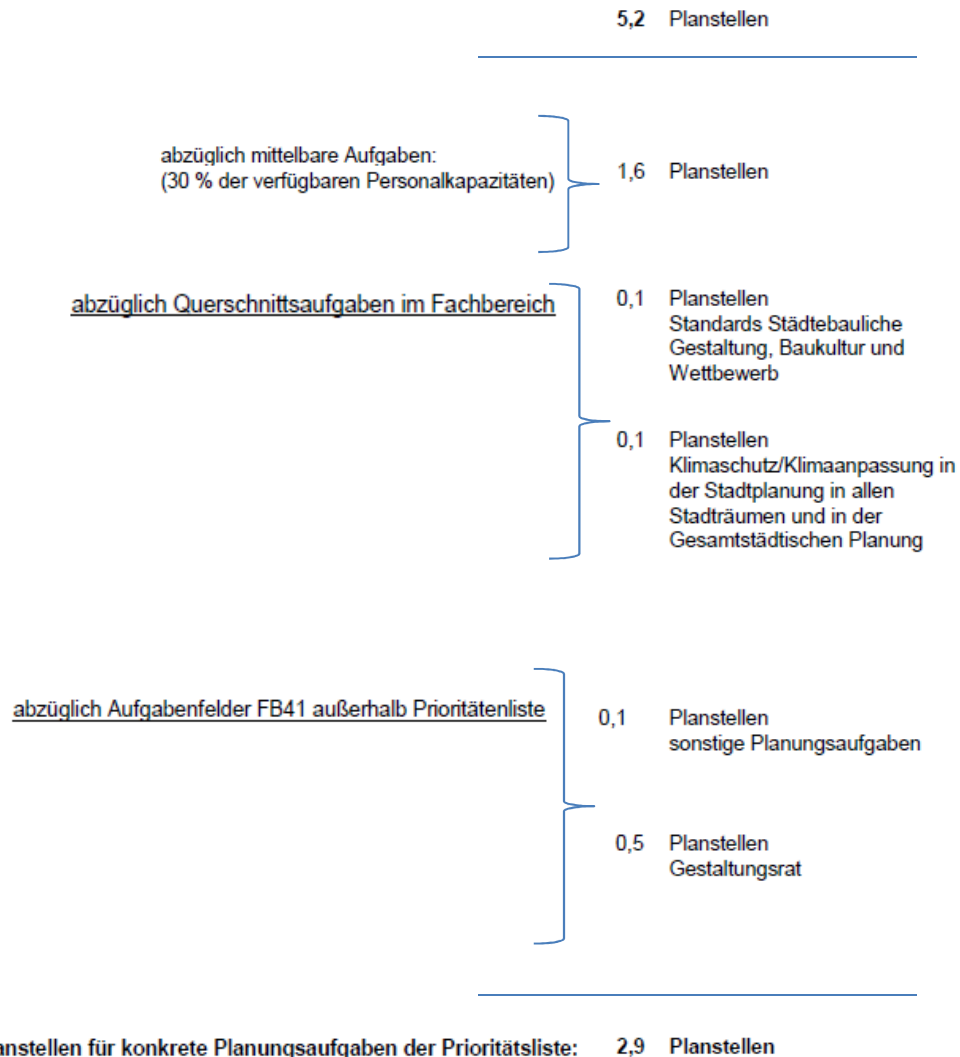 5,2 Planstellen
abzüglich mittelbare Aufgaben:
(30 % der verfügbaren Personalkapazitäten)
1,6 Planstellen
abzüglich Querschnittsaufgaben im Fachbereich
0,1 Planstellen
Standards Städtebauliche
Gestaltung, Baukultur und
Wettbewerb
0,1 Planstellen
Klimaschutz/Klimaanpassung in
der Stadtplanung in allen
Stadträumen und in der
Gesamtstädtischen Planung
abzüglich Aufgabenfelder FB41 außerhalb Prioritätenliste
0,1 Planstellen
sonstige Planungsaufgaben
0,5 Planstellen
Gestaltungsrat
anstellen für konkrete Planungsaufgaben der Prioritätsliste: 2,9 Planstellen